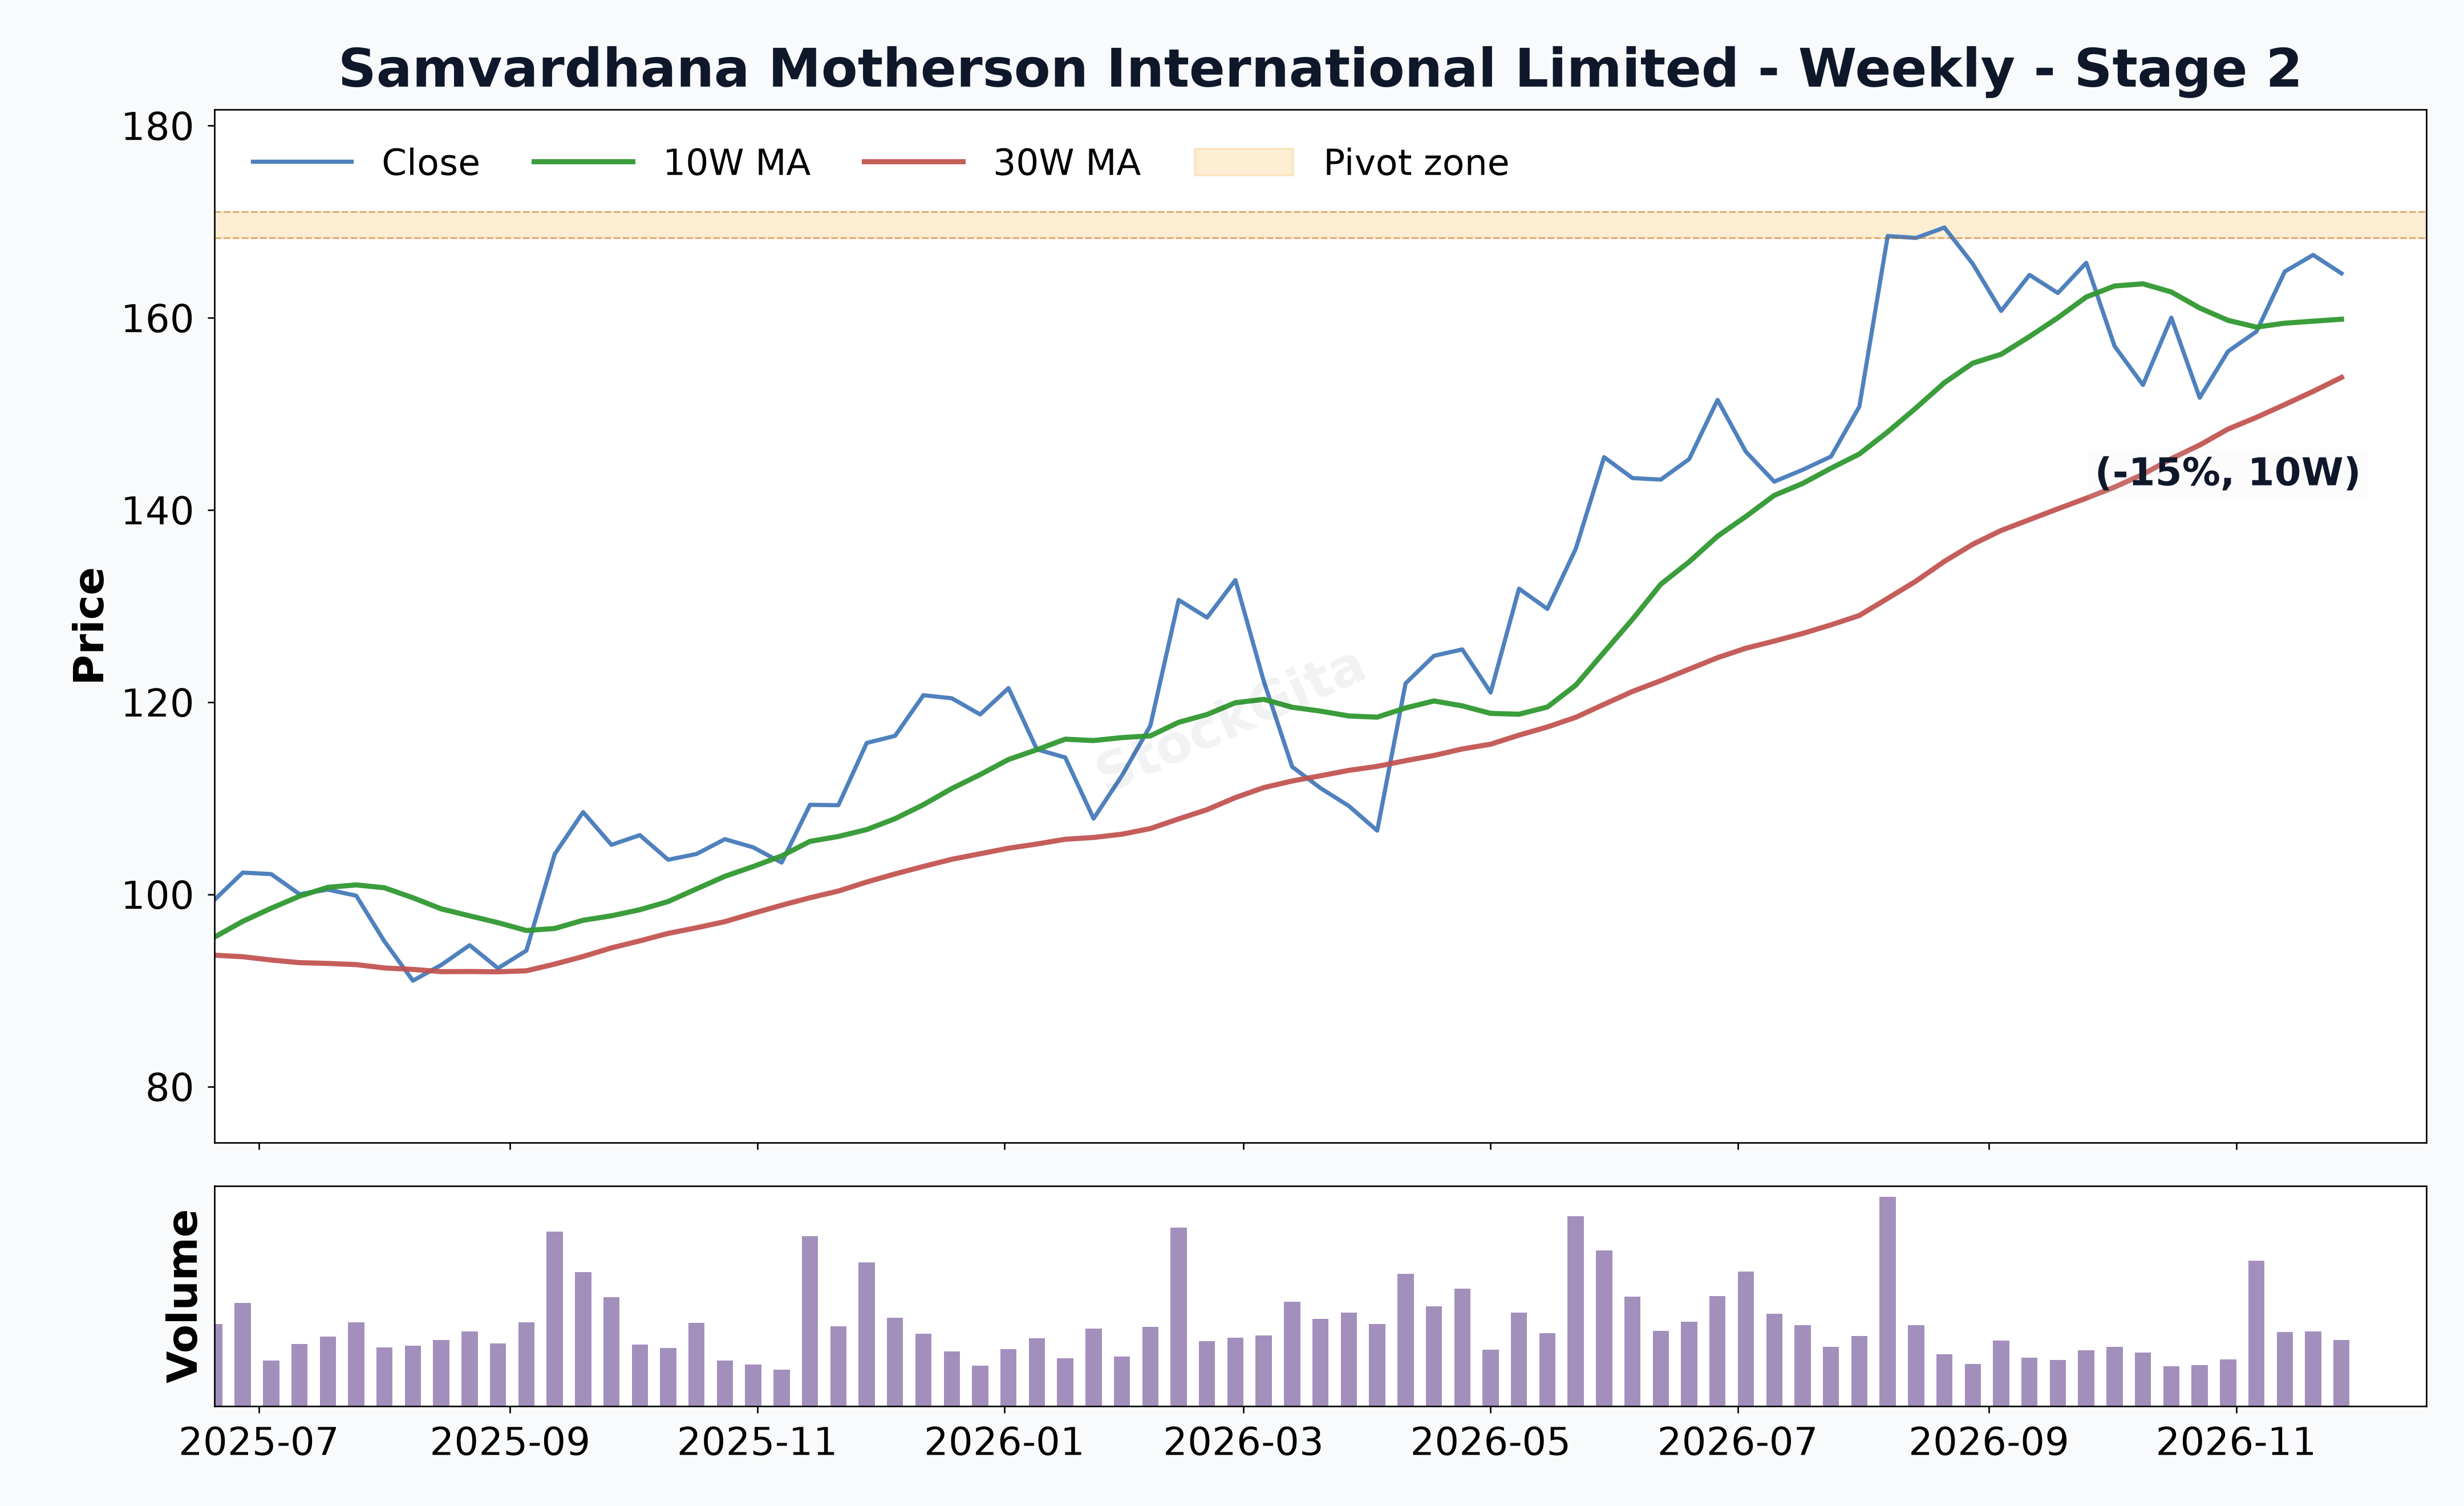 Samvardhana Motherson International Limited - Weekly - Stage 2
Close 10W MA 30W MA Pivot zone
180
160
140
120
100
80
Price
(-15%, 10W)
StockGita
Volume
2025-07 2025-09 2025-11 2026-01 2026-03 2026-05 2026-07 2026-09 2026-11